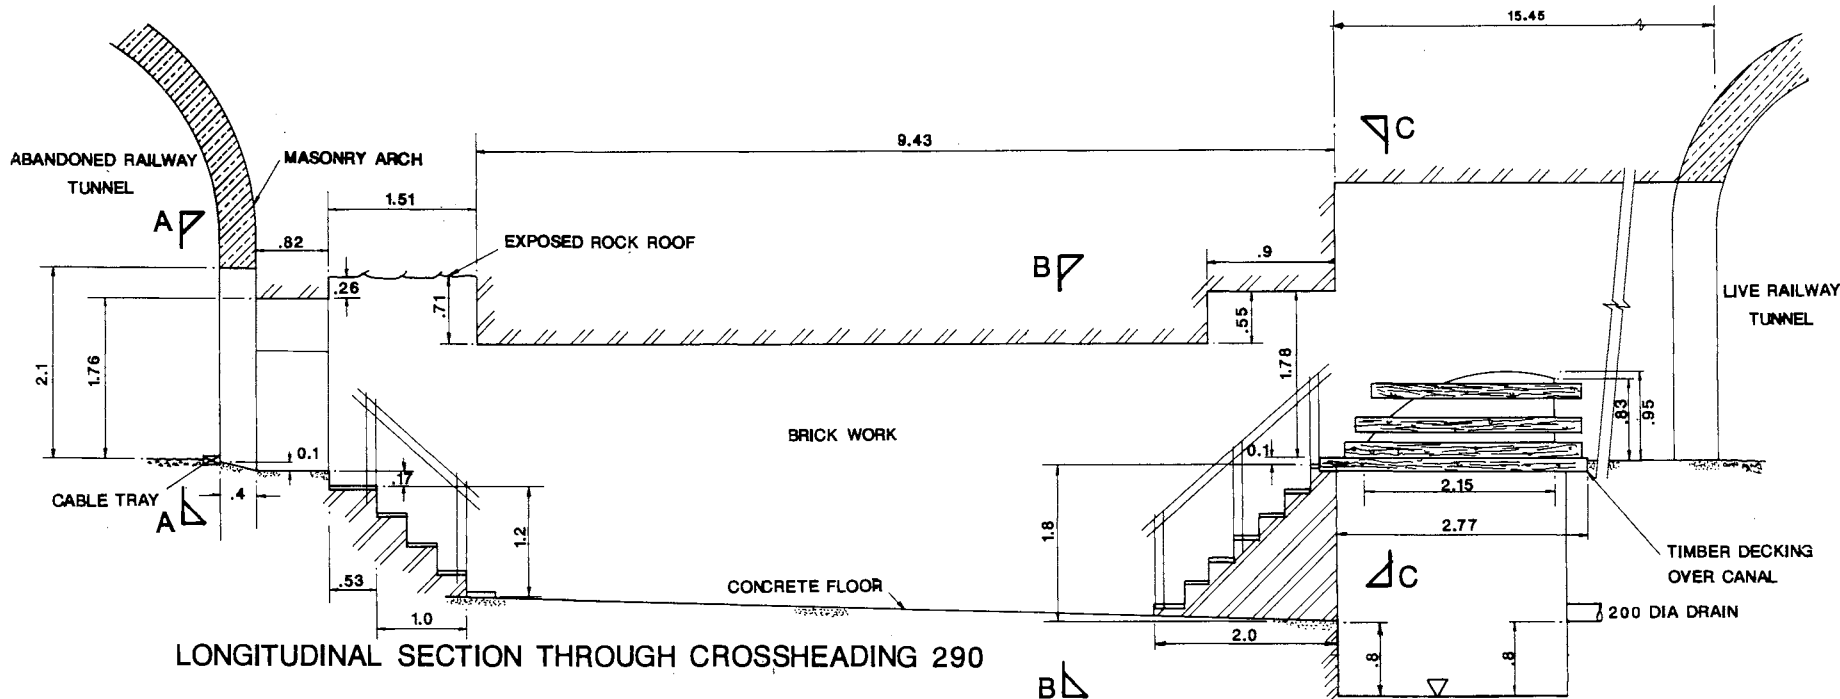 15.45
9.43
C
ABANDONED RAILWAY
TUNNEL
MASONRY ARCH
1.51
A
.82
EXPOSED ROCK ROOF
B
.9
.26
.71
.55
LIVE RAILWAY
TUNNEL
2.1
1.76
1.78
.83
.95
BRICK WORK
0.1
0.1
.17
CABLE TRAY
.4
A
2.15
1.2
1.8
2.77
TIMBER DECKING
OVER CANAL
.53
CONCRETE FLOOR
C
200 DIA DRAIN
1.0
2.0
.8
.8
LONGITUDINAL SECTION THROUGH CROSSHEADING 290
B